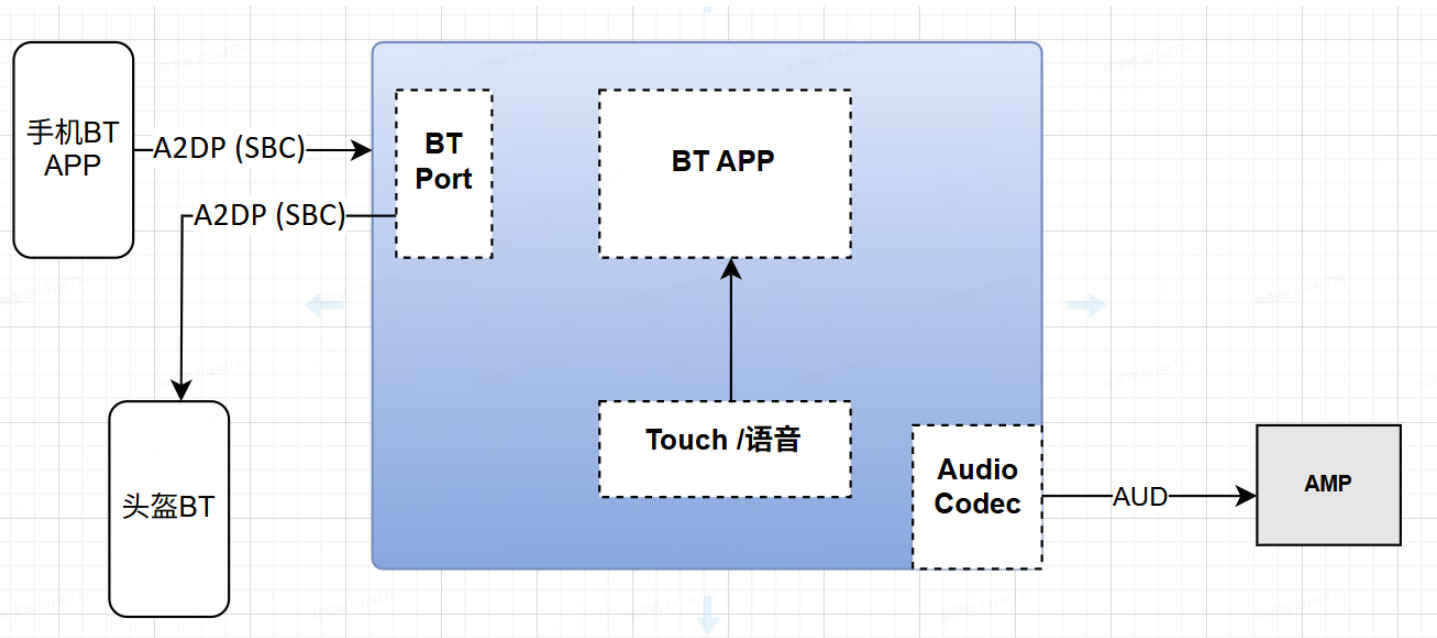 手机BT
APP
A2DP (SBC)
A2DP (SBC)
BT
Port
BT APP
Touch /语音
头盔BT
Audio
Codec
AUD
AMP